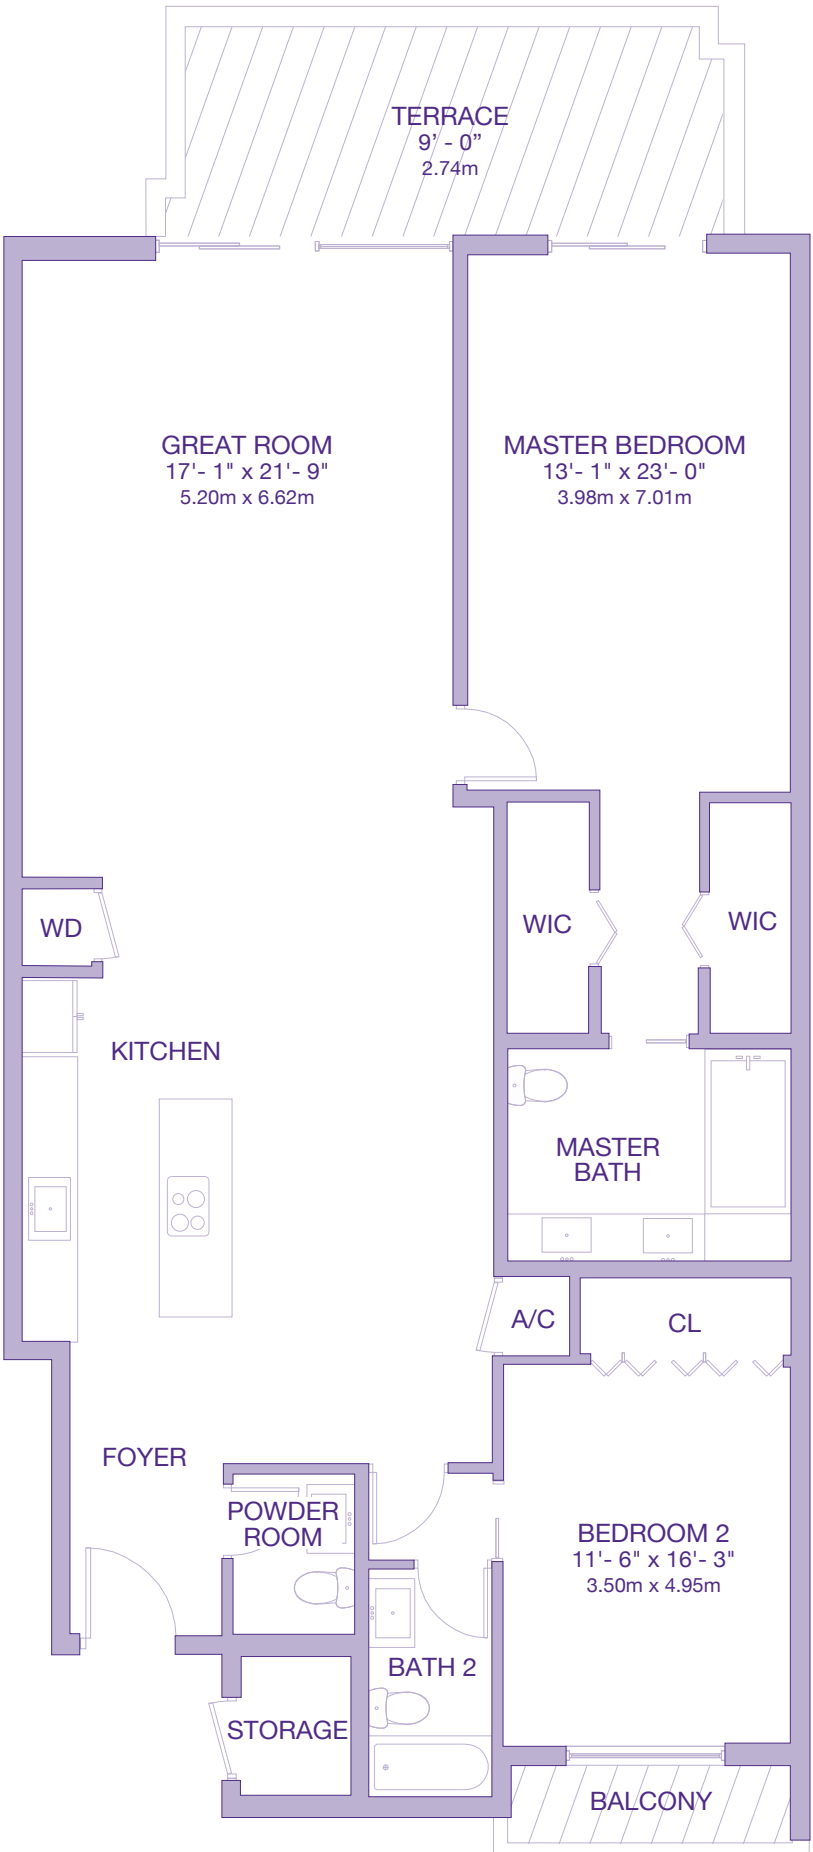 TERRACE
9' - 0”
2.74m
GREAT ROOM
17'- 1" x 21'- 9"
5.20m x 6.62m
MASTER BEDROOM
13'- 1" x 23'- 0"
3.98m x 7.01m
WD
WIC
WIC
KITCHEN
MASTER
BATH
A/C
CL
FOYER
POWDER
ROOM
BEDROOM 2
11'- 6" x 16'- 3"
3.50m x 4.95m
BATH 2
STORAGE
BALCONY